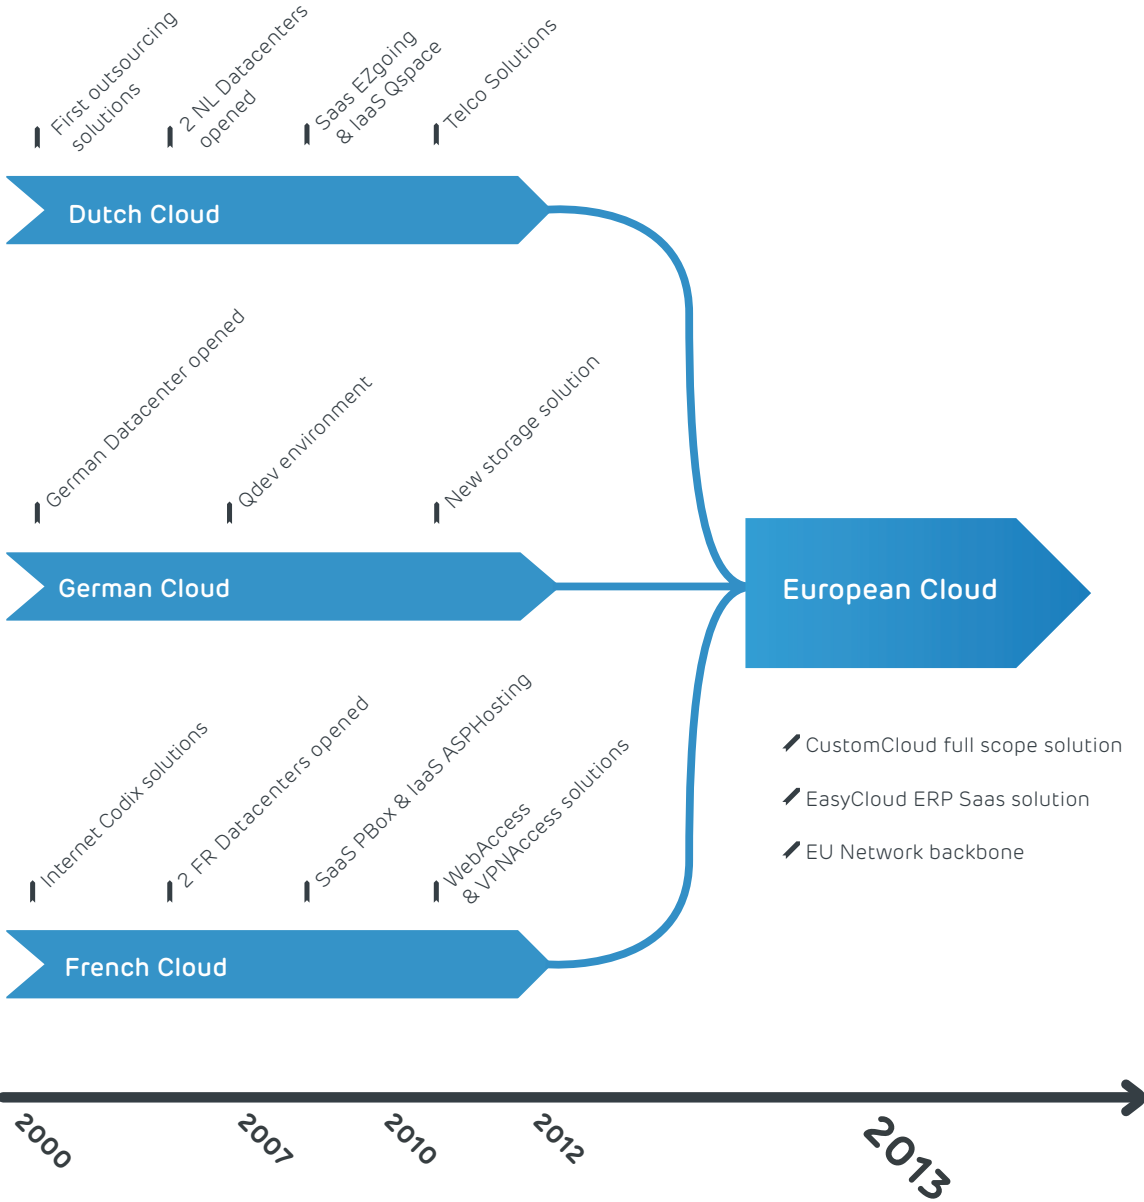 First outsourcing
solutions
2 NL Datacenters
opened
Saas EZgoing
& IaaS Qspace
Telco Solutions
Dutch Cloud
German Datacenter opened
Qdev environment
New storage solution
German Cloud
European Cloud
CustomCloud full scope solution
EasyCloud ERP Saas solution
EU Network backbone
Internet Codix solutions
2 FR Datacenters opened
SaaS PBox & IaaS ASPHosting
WebAccess
& VPNAccess solutions
French Cloud
2000
2007
2010
2012
2013